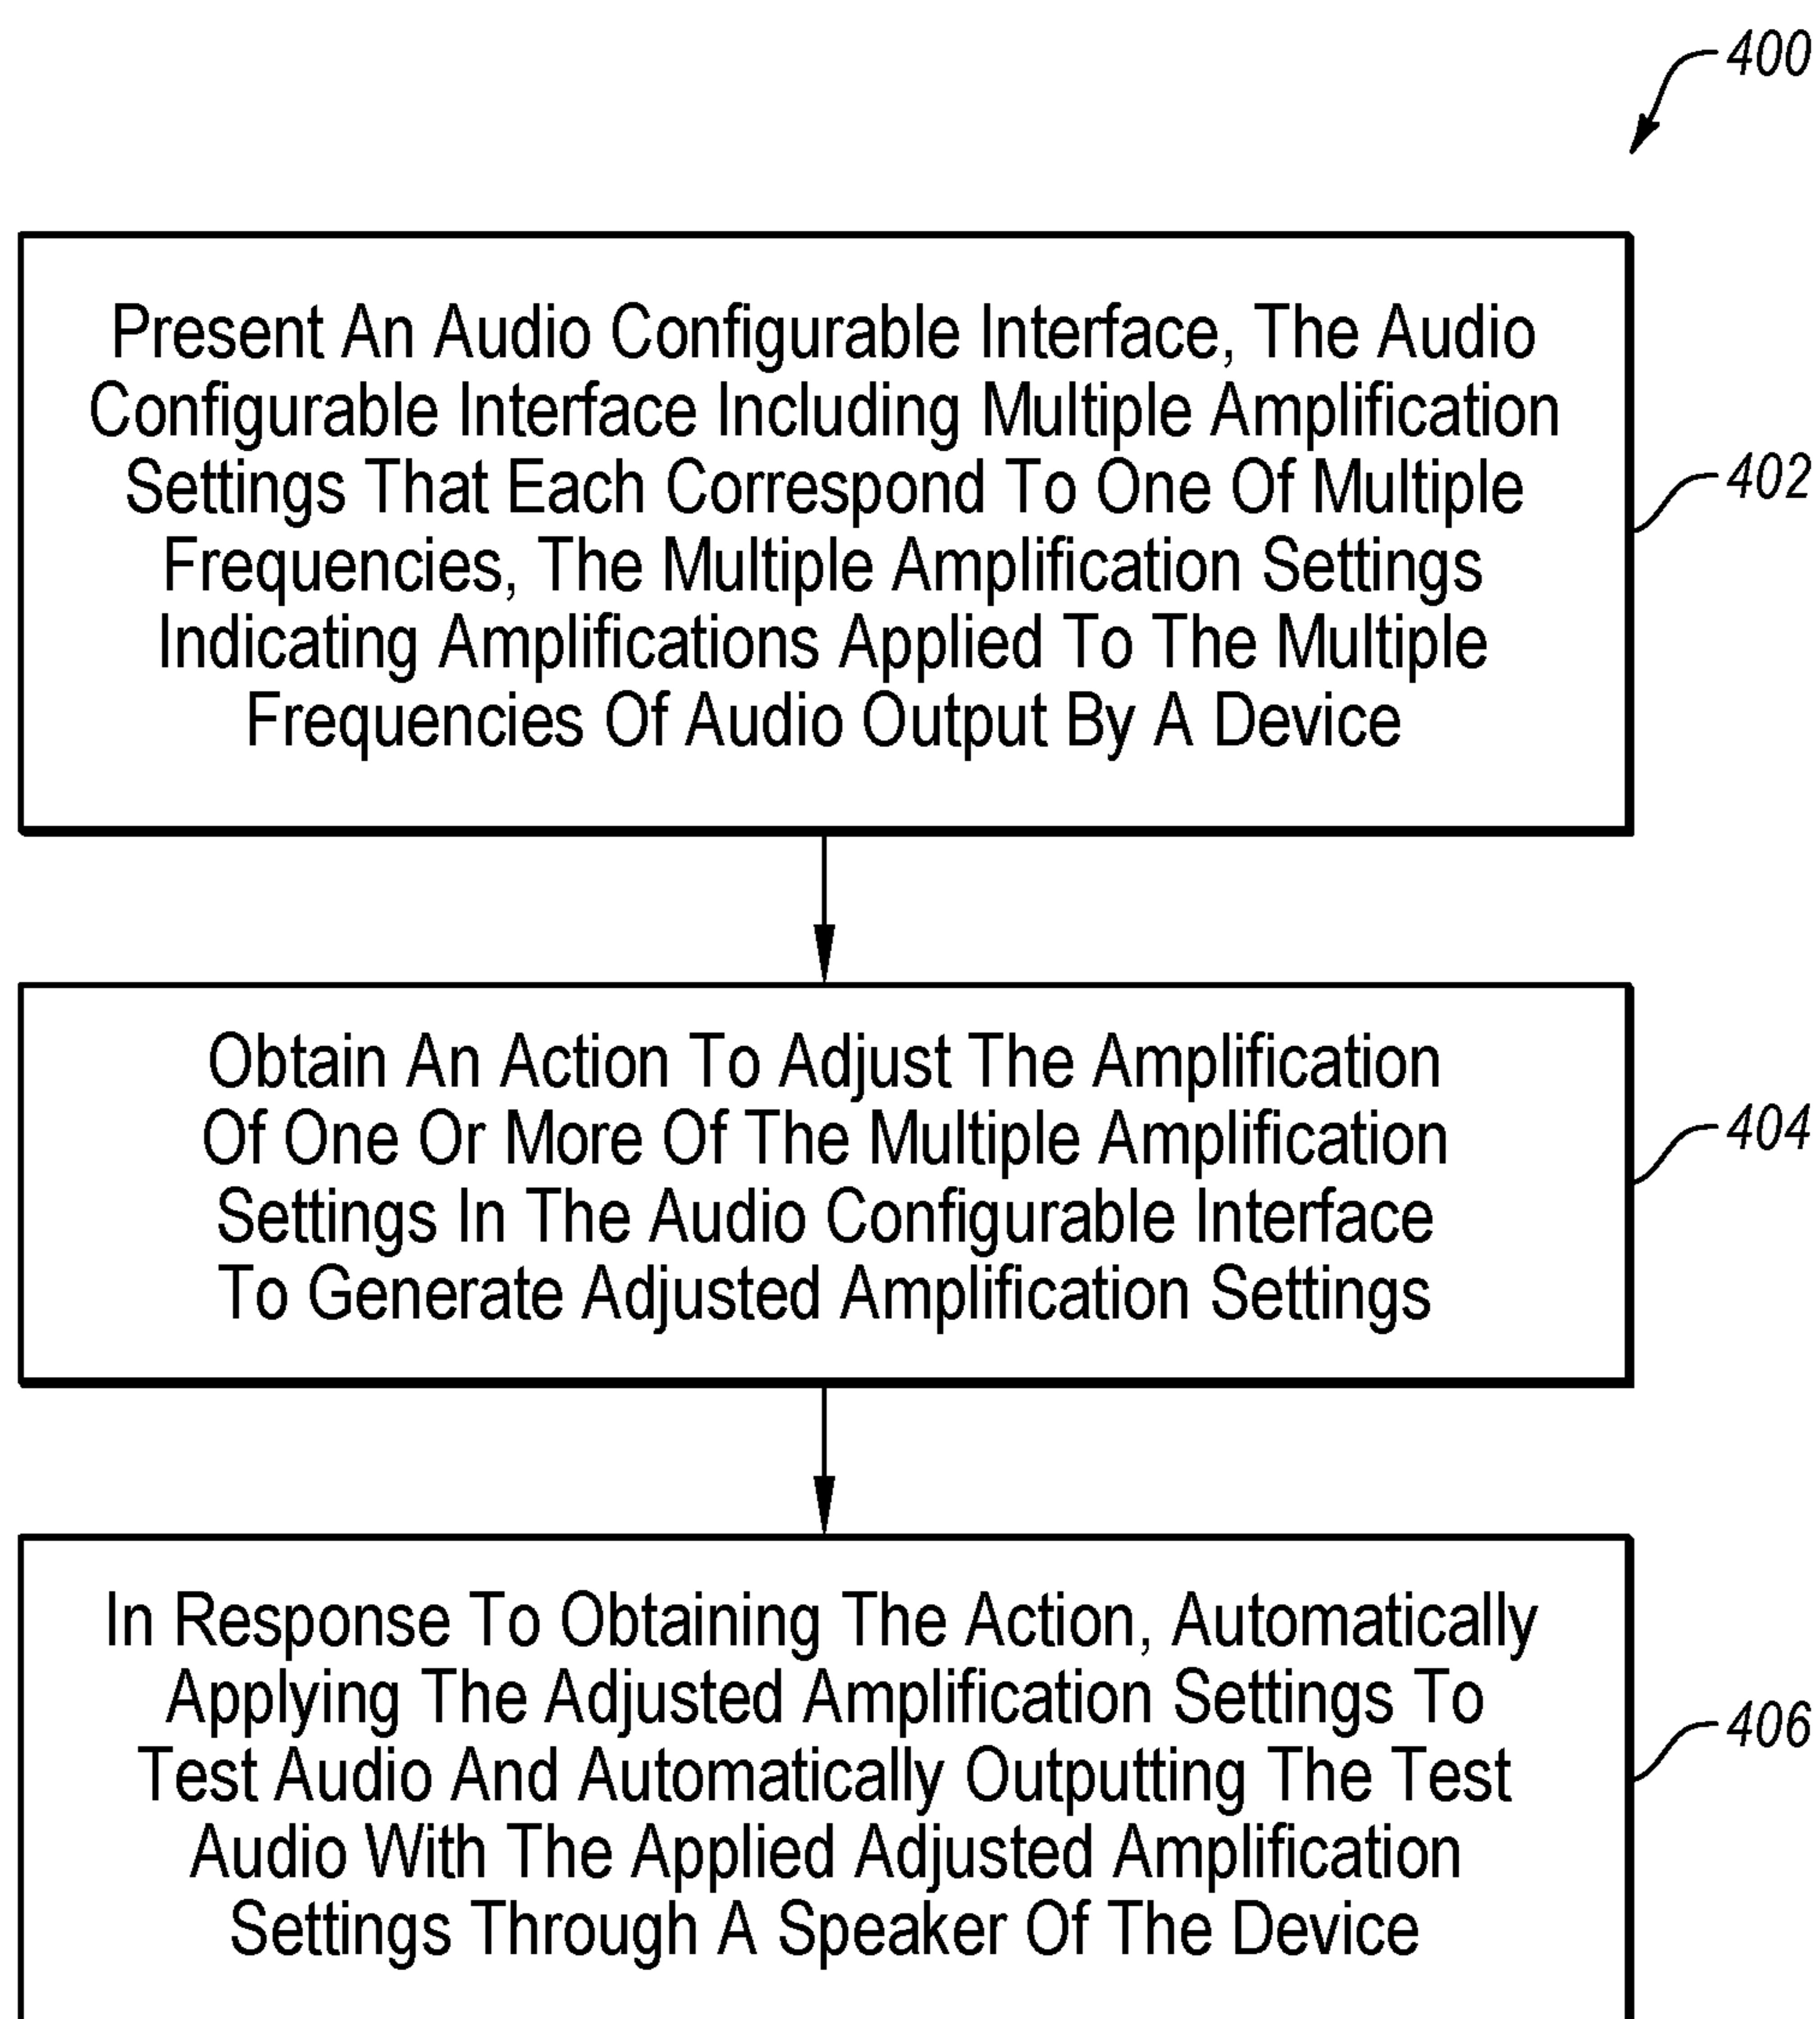 400
Present An Audio Configurable Interface, The Audio
Configurable Interface Including Multiple Amplification
Settings That Each Correspond To One Of Multiple
Frequencies, The Multiple Amplification Settings
Indicating Amplifications Applied To The Multiple
Frequencies Of Audio Output By A Device
402
Obtain An Action To Adjust The Amplification
Of One Or More Of The Multiple Amplification
Settings In The Audio Configurable Interface
To Generate Adjusted Amplification Settings
404
In Response To Obtaining The Action, Automatically
Applying The Adjusted Amplification Settings To
Test Audio And Automatically Outputting The Test
Audio With The Applied Adjusted Amplification
Settings Through A Speaker Of The Device
406